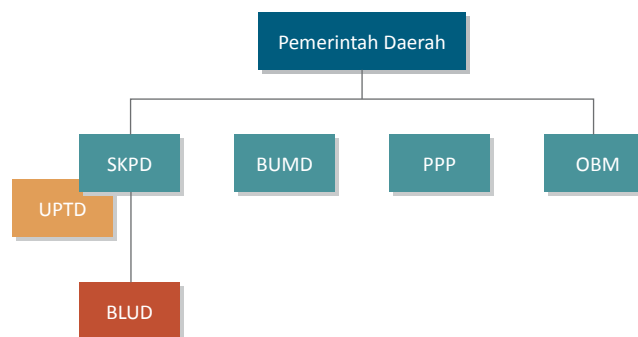 Pemerintah Daerah
SKPD
BUMD
PPP
OBM
UPTD
BLUD